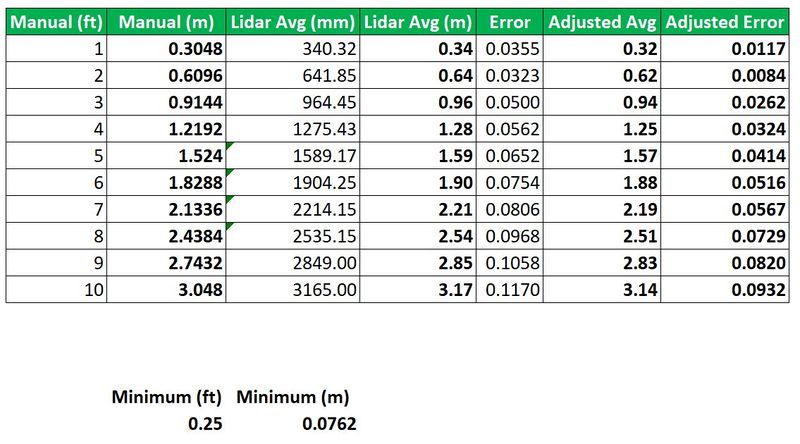 Manual (ft) Manual (m) Lidar Avg (mm) Lidar Avg (m) Error Adjusted Avg Adjusted Error
1 0.3048 340.32 0.34 0.0355 0.32 0.0117
2 0.6096 641.85 0.64 0.0323 0.62 0.0084
3 0.9144 964.45 0.96 0.0500 0.94 0.0262
4 1.2192 1275.43 1.28 0.0562 1.25 0.0324
5 1.524 1589.17 1.59 0.0652 1.57 0.0414
6 1.8288 1904.25 1.90 0.0754 1.88 0.0516
7 2.1336 2214.15 2.21 0.0806 2.19 0.0567
8 2.4384 2535.15 2.54 0.0968 2.51 0.0729
9 2.7432 2849.00 2.85 0.1058 2.83 0.0820
10 3.048 3165.00 3.17 0.1170 3.14 0.0932
Minimum (ft) Minimum (m)
0.25 0.0762